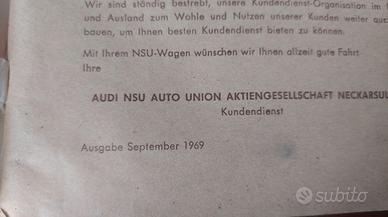 Wir sind ständig bestrebt, unsere Kundendienst-Organisation im
und Ausland zum Wohle und Nutzen unserer Kunden weiter auc
bauen, um Ihnen besten Kundendienst bieten zu können.
Mit Ihrem NSU-Wagen wünschen wir Ihnen allzeit gute Fahrt
Ihre
AUDI NSU AUTO UNION AKTIENGESELLSCHAFT NECKARSUL
Kundendienst
Ausgabe September 1969
subito